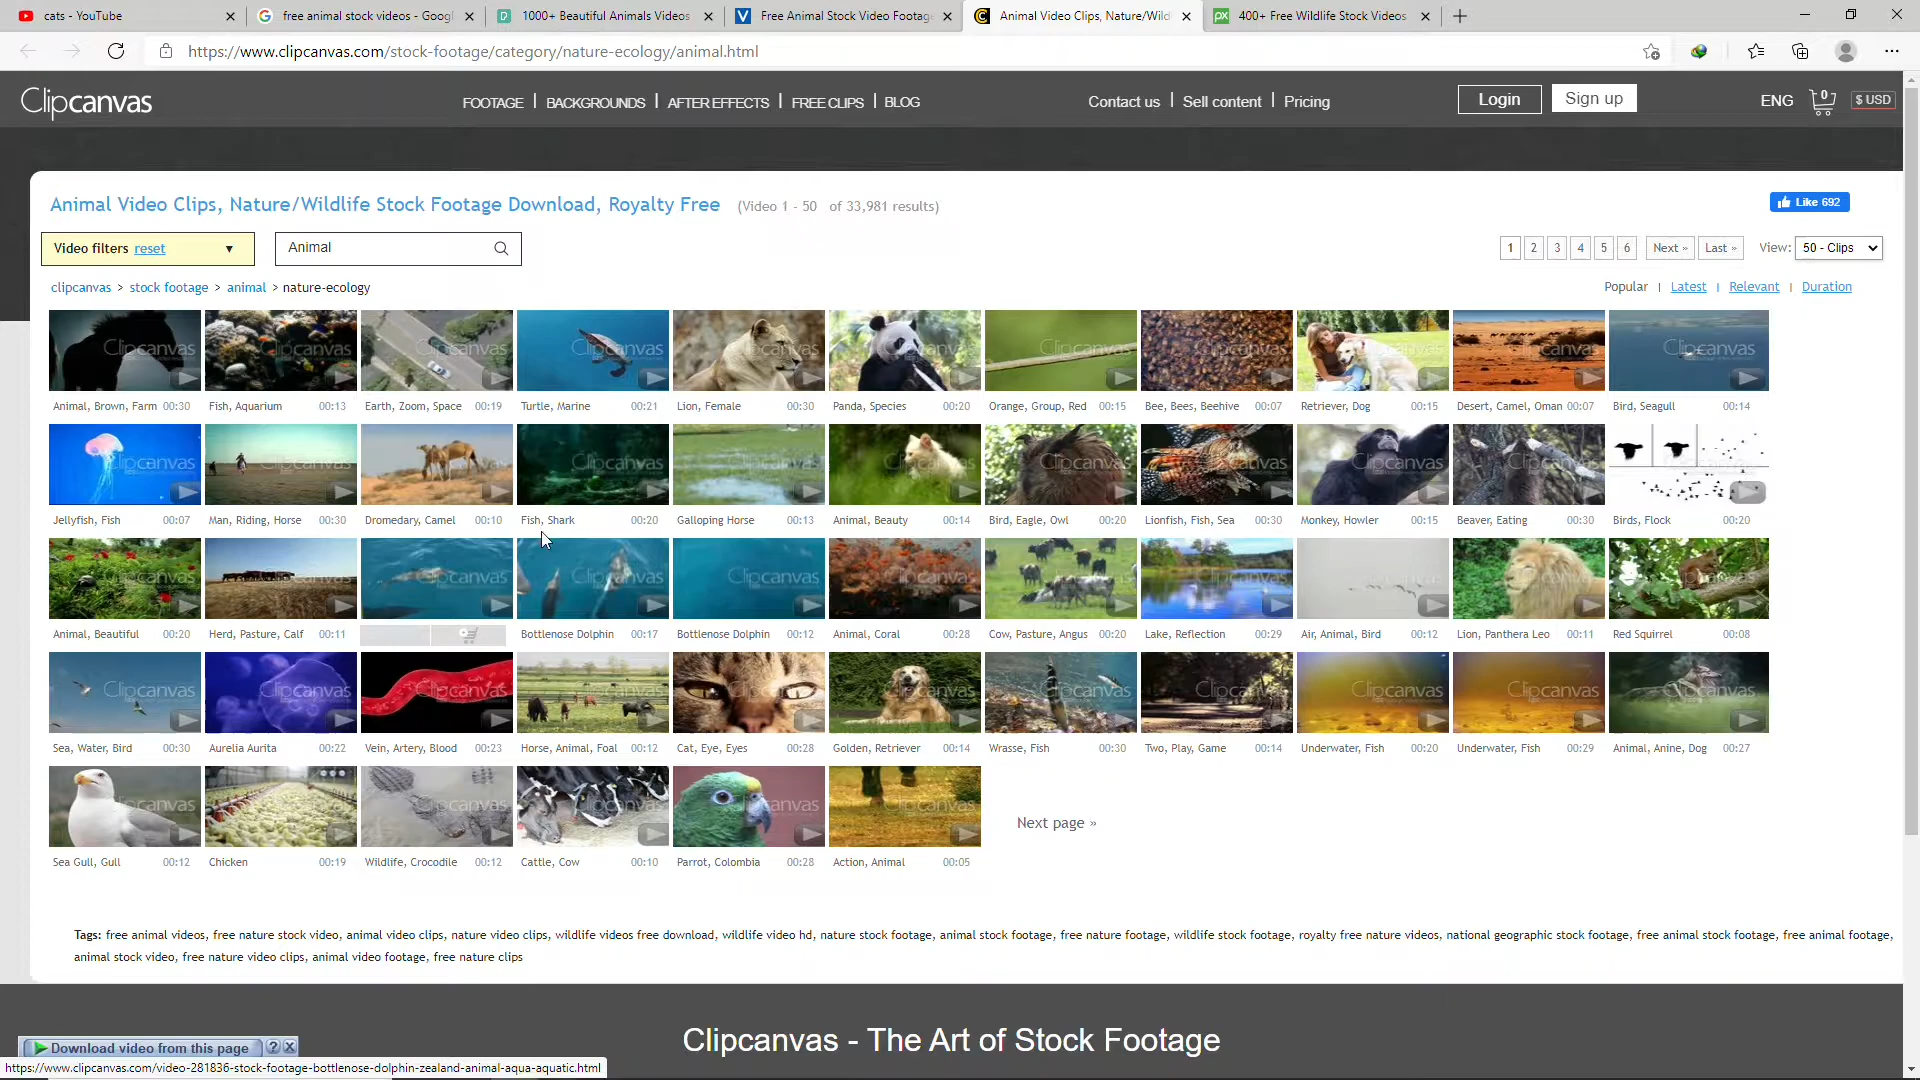 cats - YouTube
free animal stock videos - Googl
1000+ Beautiful Animals Videos
Free Animal Stock Video Footage
Animal Video Clips, Nature/Wildl
400+ Free Wildlife Stock Videos
https://www.clipcanvas.com/stock-footage/category/nature-ecology/animal.html
Clipcanvas
FOOTAGE | BACKGROUNDS | AFTER EFFECTS | FREE CLIPS | BLOG
Contact us | Sell content | Pricing
Login
Sign up
ENG
0
$ USD
Animal Video Clips, Nature/Wildlife Stock Footage Download, Royalty Free (Video 1 - 50 of 33,981 results)
Like 692
Video filters reset
Animal
1 2 3 4 5 6 Next » Last » View: 50 - Clips
clipcanvas > stock footage > animal > nature-ecology
Popular | Latest | Relevant | Duration
Animal, Brown, Farm 00:30
Fish, Aquarium 00:13
Earth, Zoom, Space 00:19
Turtle, Marine 00:21
Lion, Female 00:30
Panda, Species 00:20
Orange, Group, Red 00:15
Bee, Bees, Beehive 00:07
Retriever, Dog 00:15
Desert, Camel, Oman 00:07
Bird, Seagull 00:14
Jellyfish, Fish 00:07
Man, Riding, Horse 00:30
Dromedary, Camel 00:10
Fish, Shark 00:20
Galloping Horse 00:13
Animal, Beauty 00:14
Bird, Eagle, Owl 00:20
Lionfish, Fish, Sea 00:30
Monkey, Howler 00:15
Beaver, Eating 00:30
Birds, Flock 00:20
Animal, Beautiful 00:20
Herd, Pasture, Calf 00:11
Bottlenose Dolphin 00:17
Bottlenose Dolphin 00:12
Animal, Coral 00:28
Cow, Pasture, Angus 00:20
Lake, Reflection 00:29
Air, Animal, Bird 00:12
Lion, Panthera Leo 00:11
Red Squirrel 00:08
Sea, Water, Bird 00:30
Aurelia Aurita 00:22
Vein, Artery, Blood 00:23
Horse, Animal, Foal 00:12
Cat, Eye, Eyes 00:28
Golden, Retriever 00:14
Wrasse, Fish 00:30
Two, Play, Game 00:14
Underwater, Fish 00:20
Underwater, Fish 00:29
Animal, Anine, Dog 00:27
Sea Gull, Gull 00:12
Chicken 00:19
Wildlife, Crocodile 00:12
Cattle, Cow 00:10
Parrot, Colombia 00:28
Action, Animal 00:05
Next page »
Tags: free animal videos, free nature stock video, animal video clips, nature video clips, wildlife videos free download, wildlife video hd, nature stock footage, animal stock footage, free nature footage, wildlife stock footage, royalty free nature videos, national geographic stock footage, free animal stock footage, free animal footage,
animal stock video, free nature video clips, animal video footage, free nature clips
Clipcanvas - The Art of Stock Footage
Download video from this page
https://www.clipcanvas.com/video-281836-stock-footage-bottlenose-dolphin-zealand-animal-aqua-aquatic.html